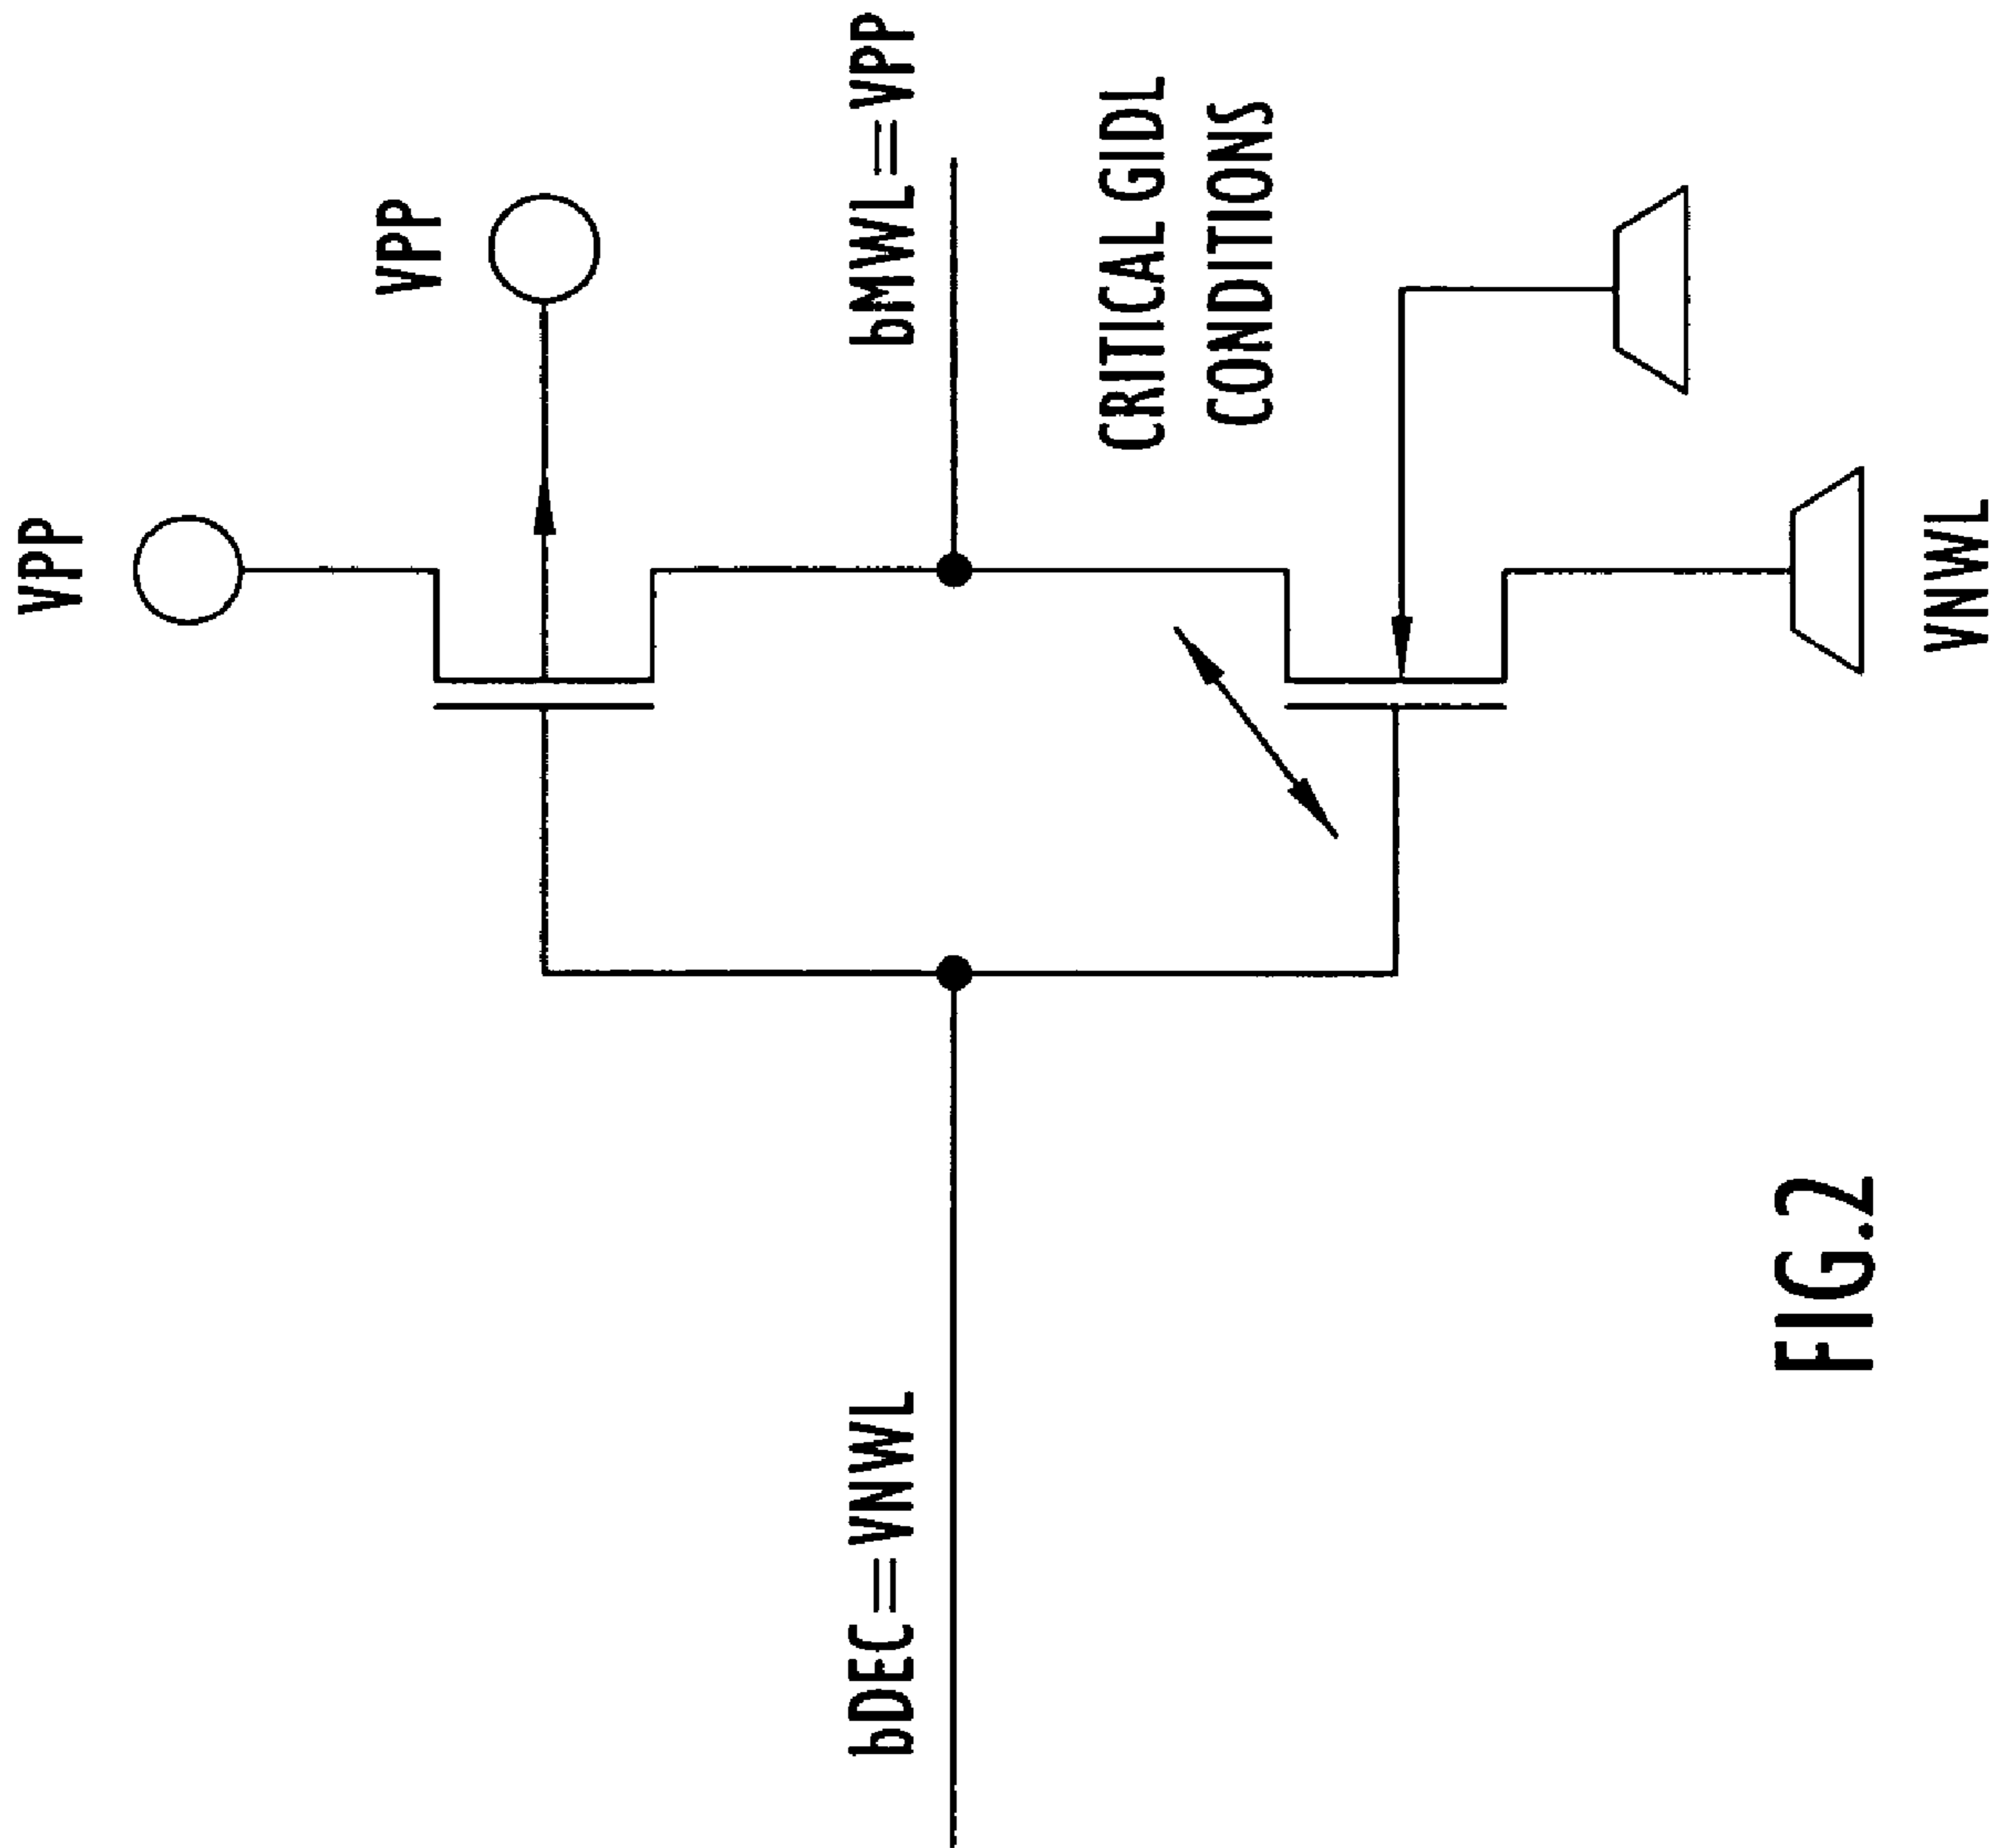 VPP
VPP
bMWL=VPP
CRITICAL GIDL
CONDITIONS
bDEC=VNWL
VNWL
FIG.2